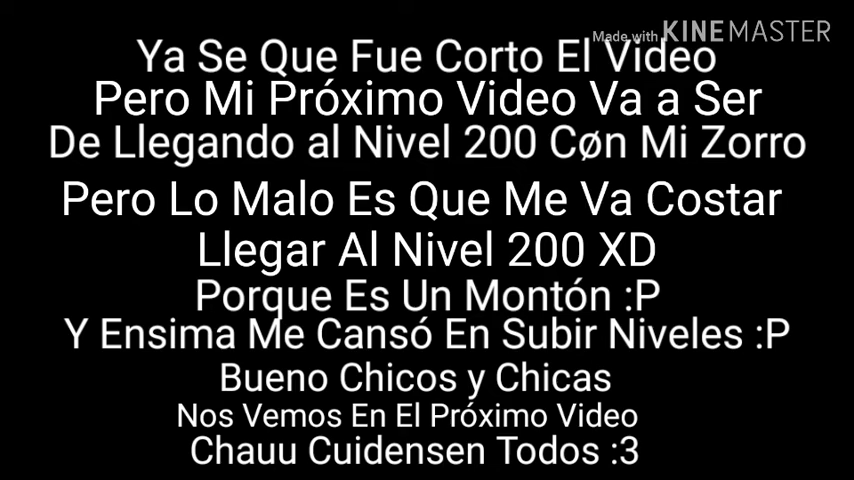 Made with KINEMASTER
Ya Se Que Fue Corto El Video
Pero Mi Próximo Video Va a Ser
De Llegando al Nivel 200 Cøn Mi Zorro
Pero Lo Malo Es Que Me Va Costar
Llegar Al Nivel 200 XD
Porque Es Un Montón :P
Y Ensima Me Cansó En Subir Niveles :P
Bueno Chicos y Chicas
Nos Vemos En El Próximo Video
Chauu Cuidensen Todos :3